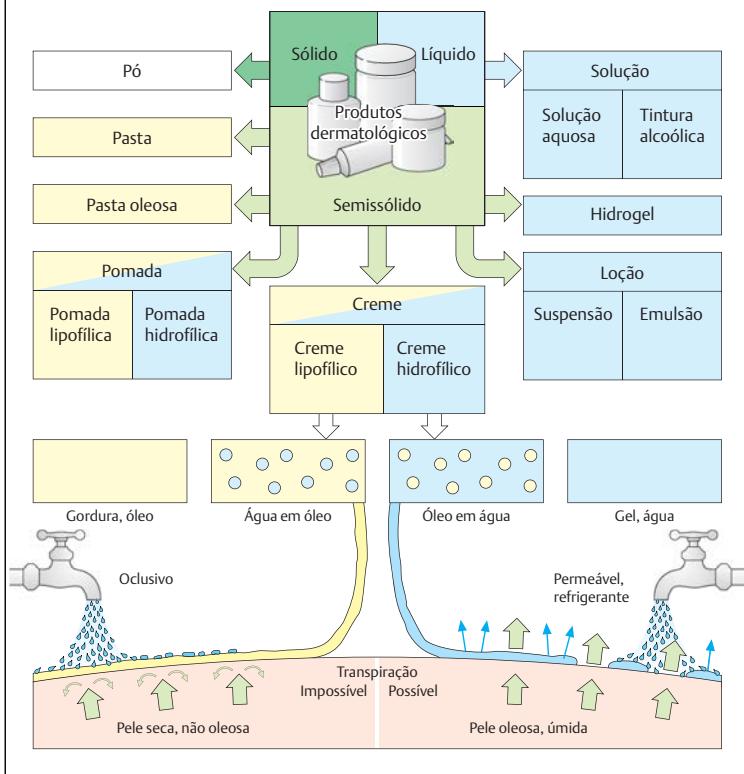 Sólido
Líquido
Produtos
dermatológicos
Semissólido
Pó
Pasta
Pasta oleosa
Pomada
Pomada
lipofílica
Pomada
hidrofílica
Creme
Creme
lipofílico
Creme
hidrofílico
Solução
Solução
aquosa
Tintura
alcoólica
Hidrogel
Loção
Suspensão
Emulsão
Gordura, óleo
Água em óleo
Óleo em água
Gel, água
Oclusivo
Permeável,
refrigerante
Transpiração
Impossível
Possível
Pele seca, não oleosa
Pele oleosa, úmida